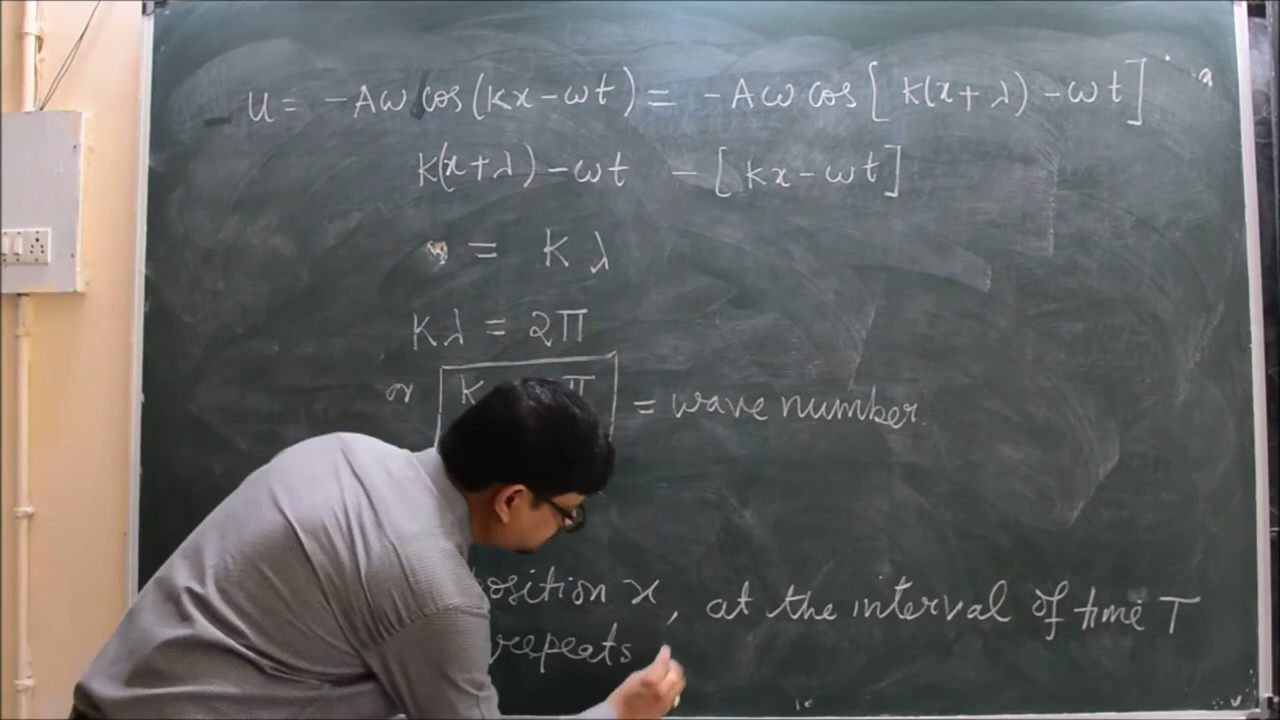 u = -Aω cos(kx-ωt) = -Aω cos[k(x+λ)-ωt]
k(x+λ)-ωt - [kx-ωt]
= kλ
kλ = 2π
or k π = wave number.
position x, at the interval of time T
repeats